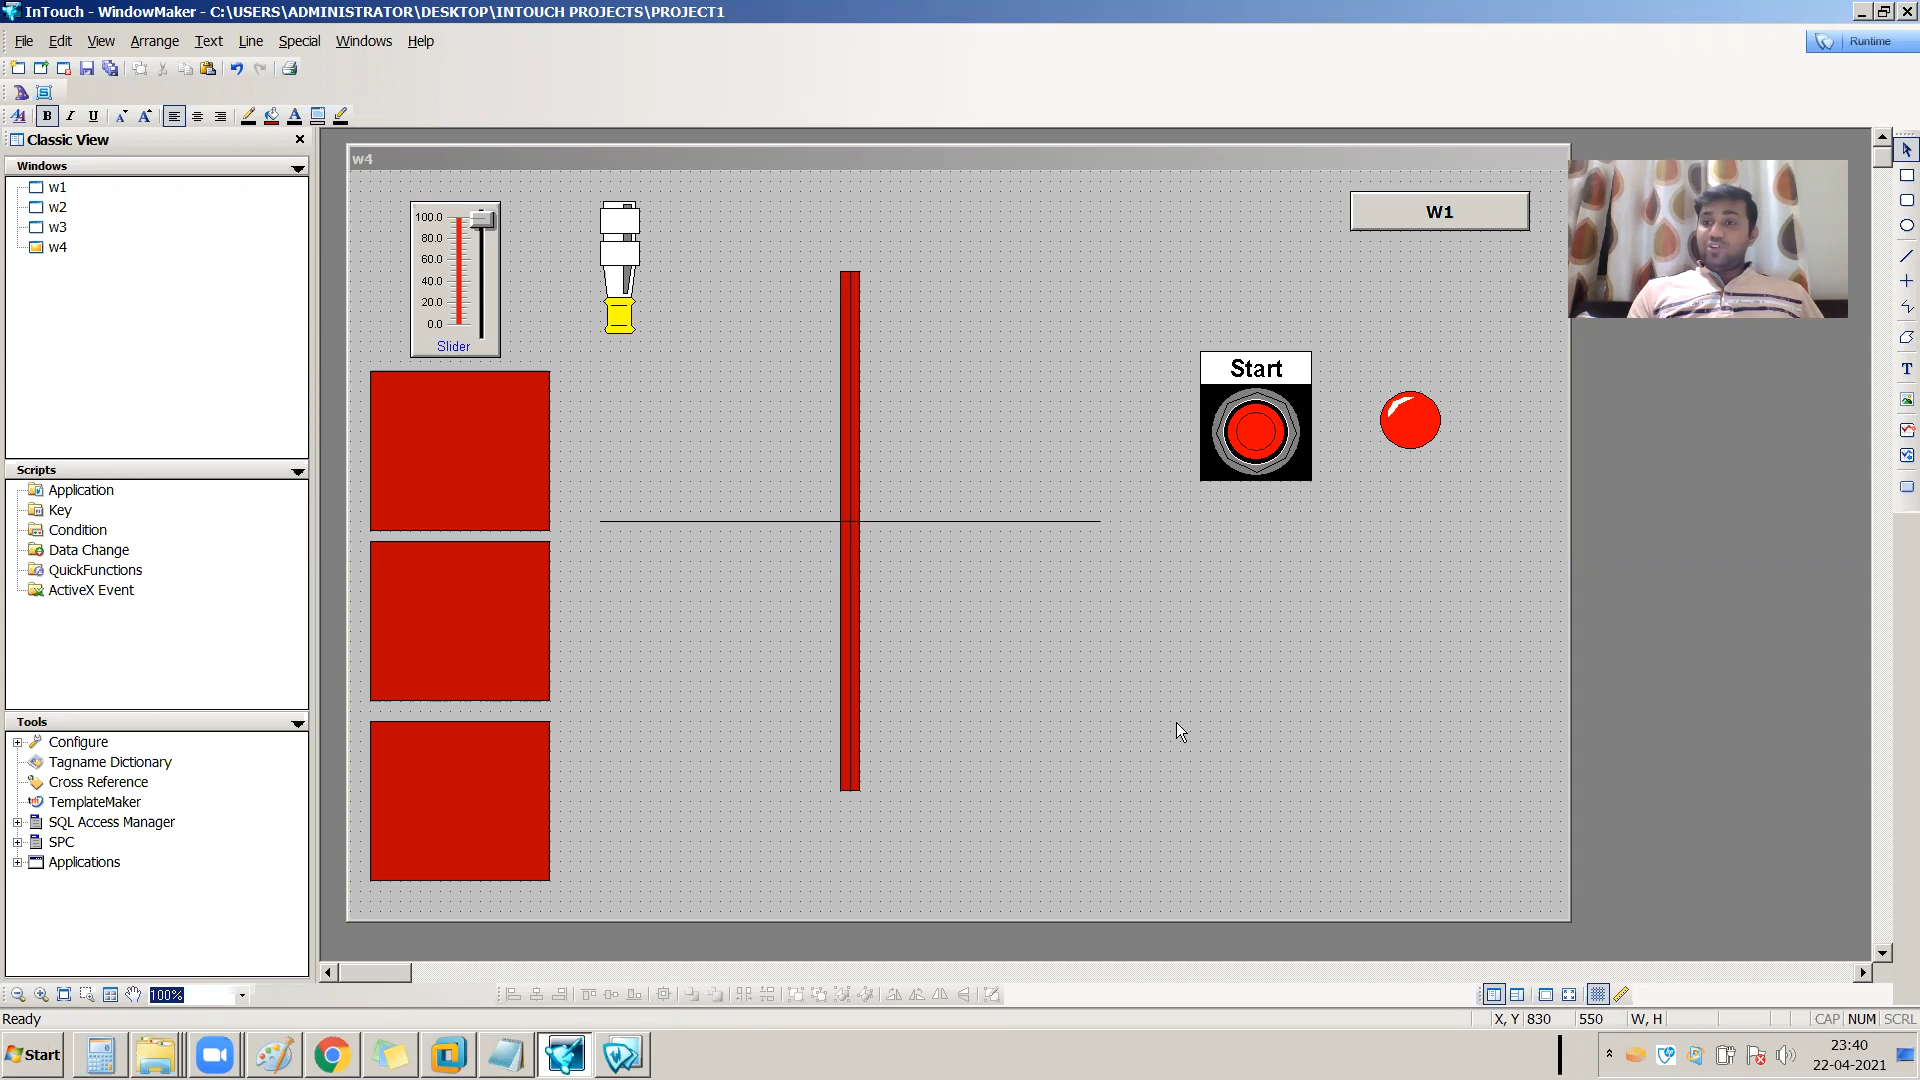 InTouch - WindowMaker - C:\USERS\ADMINISTRATOR\DESKTOP\INTOUCH PROJECTS\PROJECT1
File Edit View Arrange Text Line Special Windows Help
Runtime
B I U
Classic View
Windows
w1
w2
w3
w4
Scripts
Application
Key
Condition
Data Change
QuickFunctions
ActiveX Event
Tools
Configure
Tagname Dictionary
Cross Reference
TemplateMaker
SQL Access Manager
SPC
Applications
w4
100.0
80.0
60.0
40.0
20.0
0.0
Slider
W1
Start
100%
Ready
X, Y 830 550 W, H CAP NUM SCRL
Start
23:40
22-04-2021